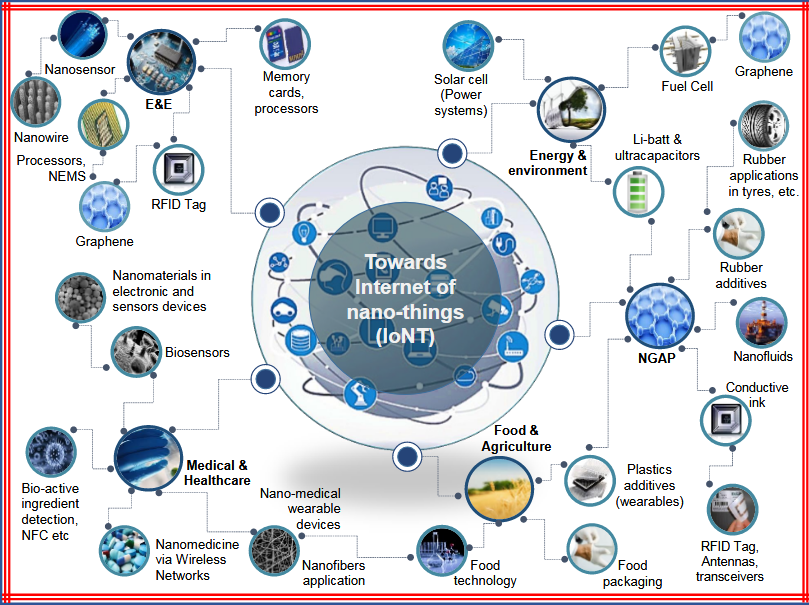 Nanosensor
E&E
Memory
cards,
processors
Nanowire
Processors,
NEMS
RFID Tag
Graphene
Solar cell
(Power
systems)
Energy &
environment
Fuel Cell
Graphene
Li-batt &
ultracapacitors
Rubber
applications
in tyres, etc.
Rubber
additives
Towards
Internet of
nano-things
(IoNT)
NGAP
Nanofluids
Conductive
ink
Nanomaterials in
electronic and
sensors devices
Biosensors
Medical &
Healthcare
Bio-active
ingredient
detection,
NFC etc
Nanomedicine
via Wireless
Networks
Nano-medical
wearable
devices
Nanofibers
application
Food &
Agriculture
Plastics
additives
(wearables)
Food
technology
Food
packaging
RFID Tag,
Antennas,
transceivers